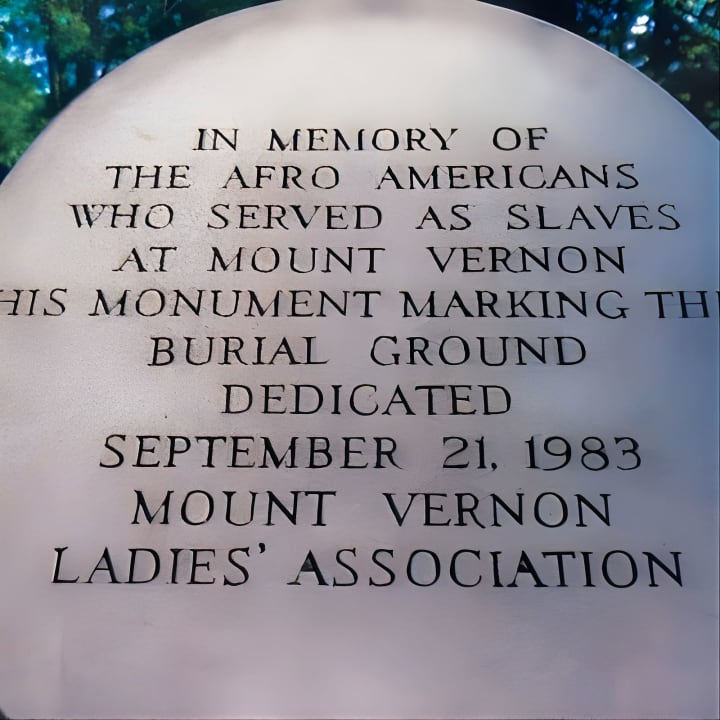 IN MEMORY OF
THE AFRO AMERICANS
WHO SERVED AS SLAVES
AT MOUNT VERNON
HIS MONUMENT MARKING TH
BURIAL GROUND
DEDICATED
SEPTEMBER 21, 1983
MOUNT VERNON
LADIES' ASSOCIATION